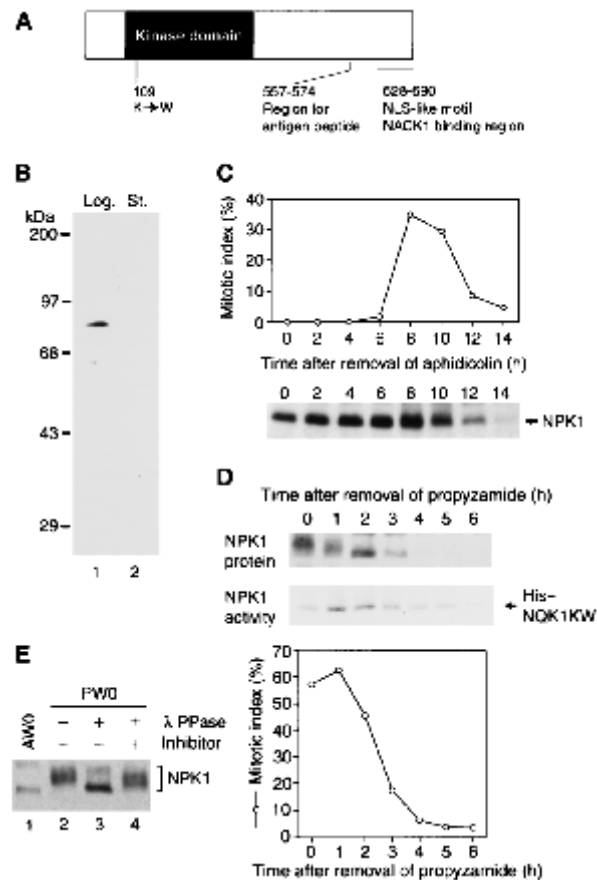 A
Kinase domain
109
K→W
557-574
Region for
antigen peptide
628-690
NLS-like motif
NACK1 binding region
B
Log. St.
kDa
200
97
66
43
29
1 2
C
Mitotic index (%)
40
30
20
10
0
0 2 4 6 8 10 12 14
Time after removal of aphidicolin (h)
0 2 4 6 8 10 12 14
NPK1
D
Time after removal of propyzamide (h)
0 1 2 3 4 5 6
NPK1
protein
NPK1
activity
His-
NQK1KW
E
PW0
AW0
– + + λ PPase
– – + Inhibitor
NPK1
1 2 3 4
Mitotic index (%)
70
60
50
40
30
20
10
0
0 1 2 3 4 5 6
Time after removal of propyzamide (h)